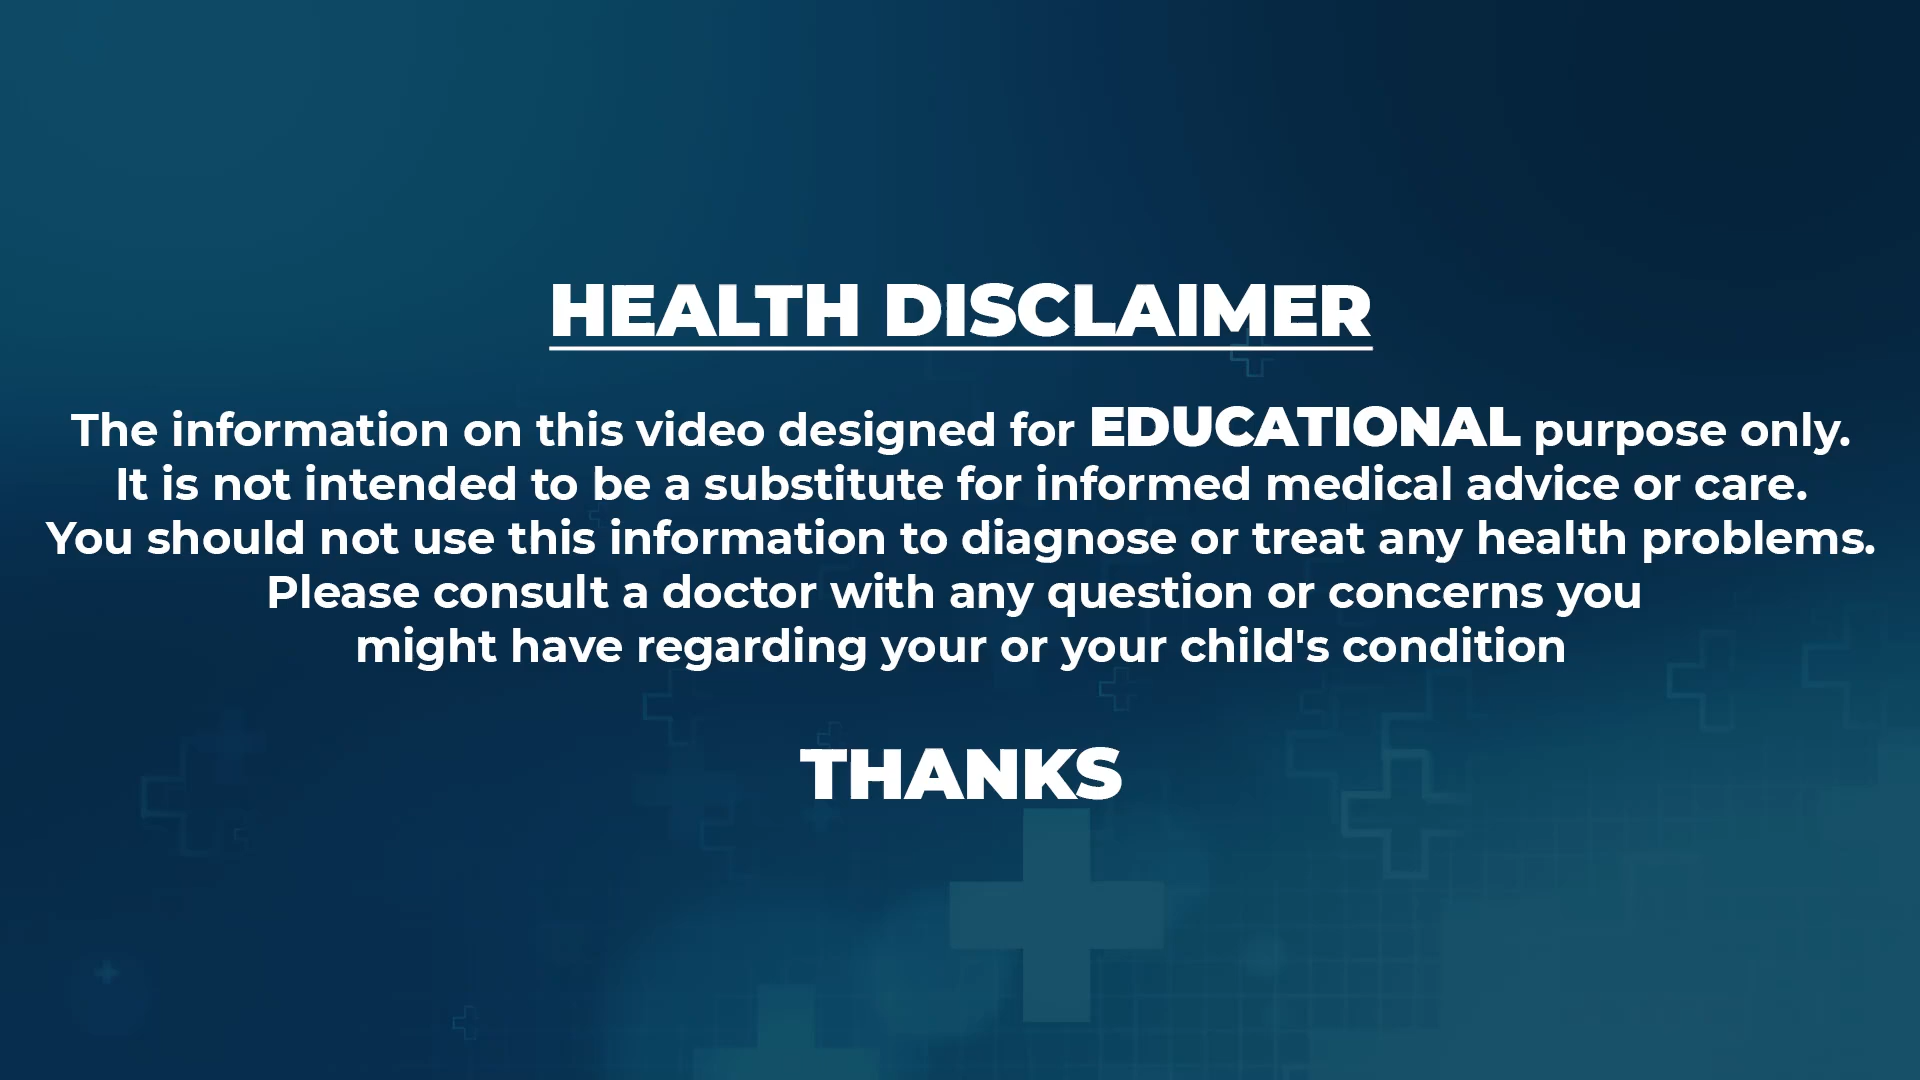 HEALTH DISCLAIMER
The information on this video designed for EDUCATIONAL purpose only.
It is not intended to be a substitute for informed medical advice or care.
You should not use this information to diagnose or treat any health problems.
Please consult a doctor with any question or concerns you
might have regarding your or your child's condition
THANKS